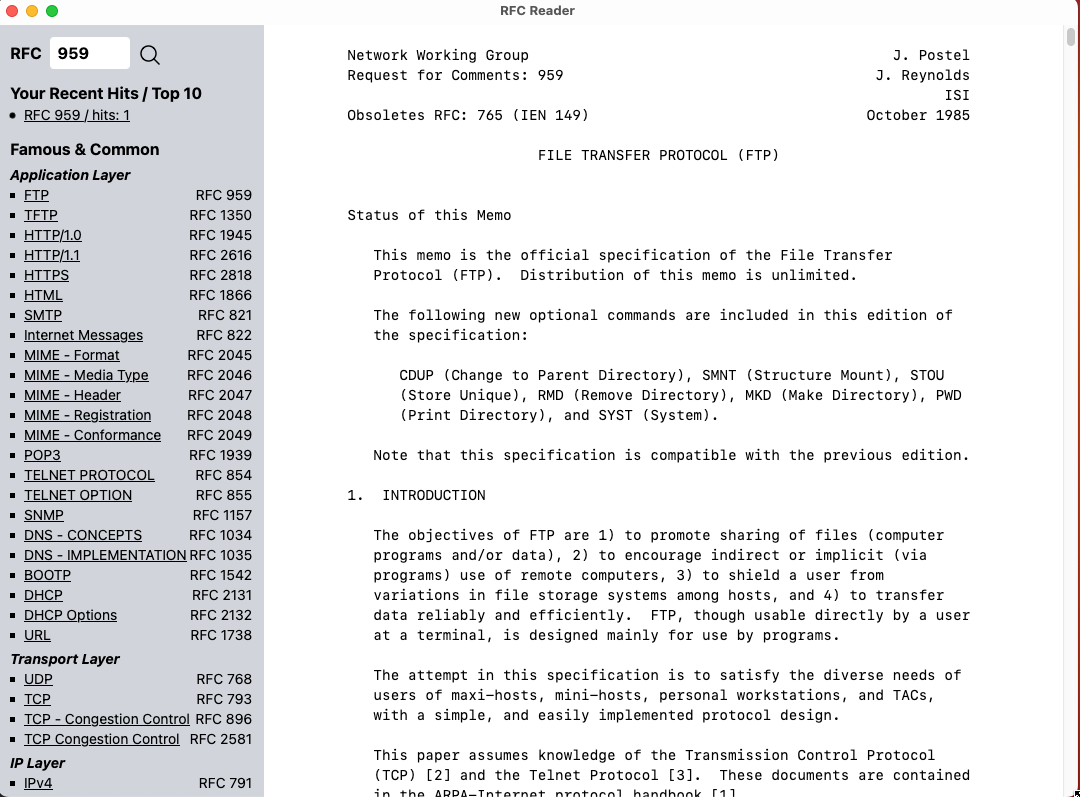 RFC Reader
RFC 959
Your Recent Hits / Top 10
RFC 959 / hits: 1
Famous & Common
Application Layer
FTP RFC 959
TFTP RFC 1350
HTTP/1.0 RFC 1945
HTTP/1.1 RFC 2616
HTTPS RFC 2818
HTML RFC 1866
SMTP RFC 821
Internet Messages RFC 822
MIME - Format RFC 2045
MIME - Media Type RFC 2046
MIME - Header RFC 2047
MIME - Registration RFC 2048
MIME - Conformance RFC 2049
POP3 RFC 1939
TELNET PROTOCOL RFC 854
TELNET OPTION RFC 855
SNMP RFC 1157
DNS - CONCEPTS RFC 1034
DNS - IMPLEMENTATION RFC 1035
BOOTP RFC 1542
DHCP RFC 2131
DHCP Options RFC 2132
URL RFC 1738
Transport Layer
UDP RFC 768
TCP RFC 793
TCP - Congestion Control RFC 896
TCP Congestion Control RFC 2581
IP Layer
IPv4 RFC 791
Network Working Group J. Postel
Request for Comments: 959 J. Reynolds
ISI
Obsoletes RFC: 765 (IEN 149) October 1985
FILE TRANSFER PROTOCOL (FTP)
Status of this Memo
This memo is the official specification of the File Transfer
Protocol (FTP).  Distribution of this memo is unlimited.
The following new optional commands are included in this edition of
the specification:
CDUP (Change to Parent Directory), SMNT (Structure Mount), STOU
(Store Unique), RMD (Remove Directory), MKD (Make Directory), PWD
(Print Directory), and SYST (System).
Note that this specification is compatible with the previous edition.
1.  INTRODUCTION
The objectives of FTP are 1) to promote sharing of files (computer
programs and/or data), 2) to encourage indirect or implicit (via
programs) use of remote computers, 3) to shield a user from
variations in file storage systems among hosts, and 4) to transfer
data reliably and efficiently.  FTP, though usable directly by a user
at a terminal, is designed mainly for use by programs.
The attempt in this specification is to satisfy the diverse needs of
users of maxi-hosts, mini-hosts, personal workstations, and TACs,
with a simple, and easily implemented protocol design.
This paper assumes knowledge of the Transmission Control Protocol
(TCP) [2] and the Telnet Protocol [3].  These documents are contained
in the ARPA-Internet protocol handbook [1]